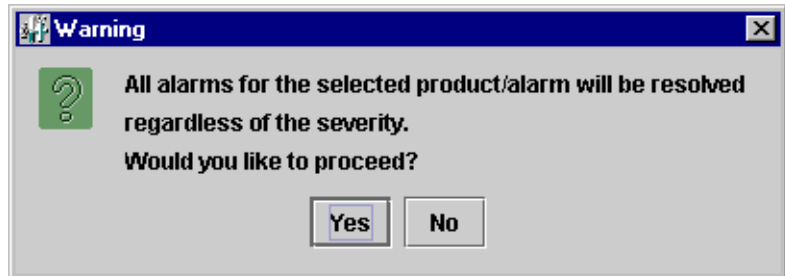 Warning
All alarms for the selected product/alarm will be resolved
regardless of the severity.
Would you like to proceed?
Yes No